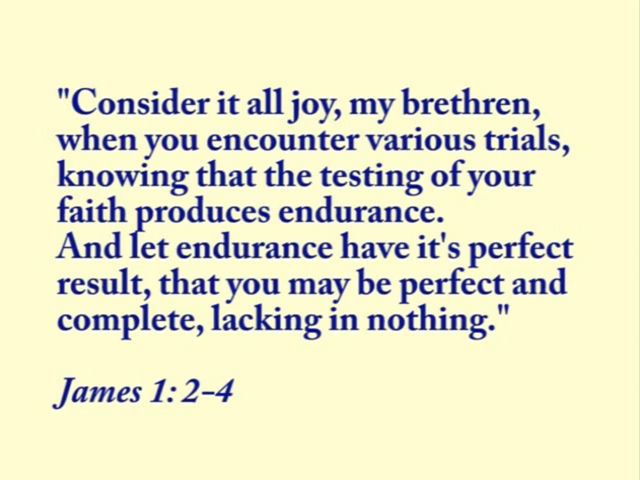 "Consider it all joy, my brethren,
when you encounter various trials,
knowing that the testing of your
faith produces endurance.
And let endurance have it's perfect
result, that you may be perfect and
complete, lacking in nothing."
James 1: 2-4